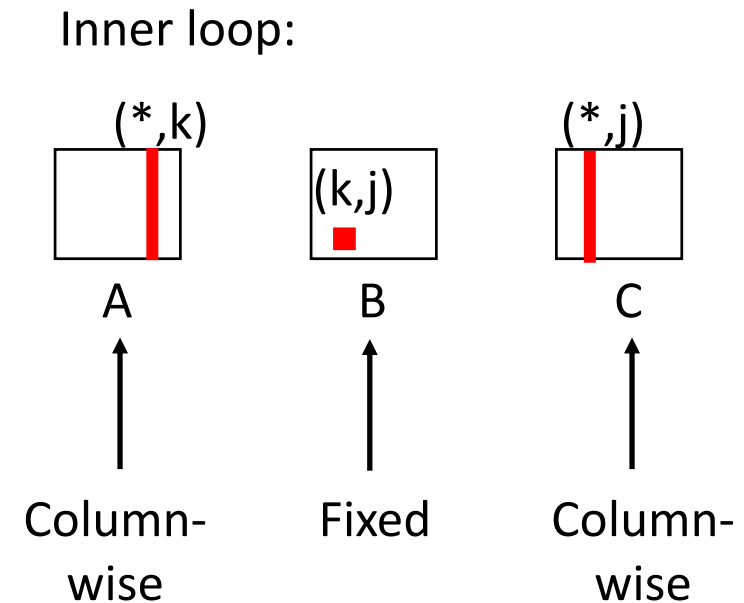 Inner loop:
(*,k)
(*,j)
(k,j)
A
B
C
Column-
wise
Fixed
Column-
wise